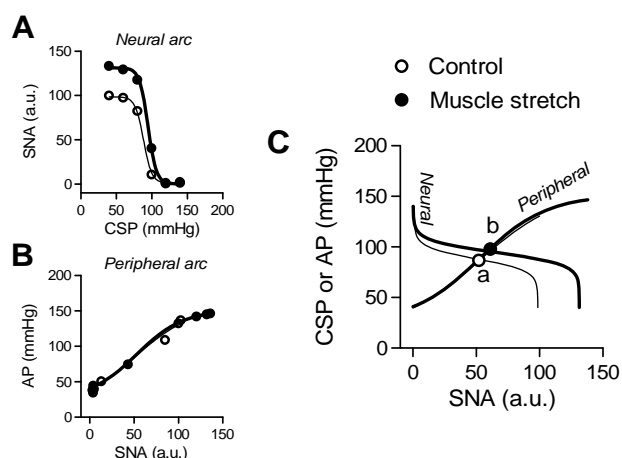 A
Neural arc
150
100
50
0
SNA (a.u.)
0 50 100 150 200
CSP (mmHg)
B
Peripheral arc
200
150
100
50
0
AP (mmHg)
0 50 100 150
SNA (a.u.)
Control
Muscle stretch
C
200
150
100
50
0
CSP or AP (mmHg)
Neural
Peripheral
b
a
0 50 100 150
SNA (a.u.)